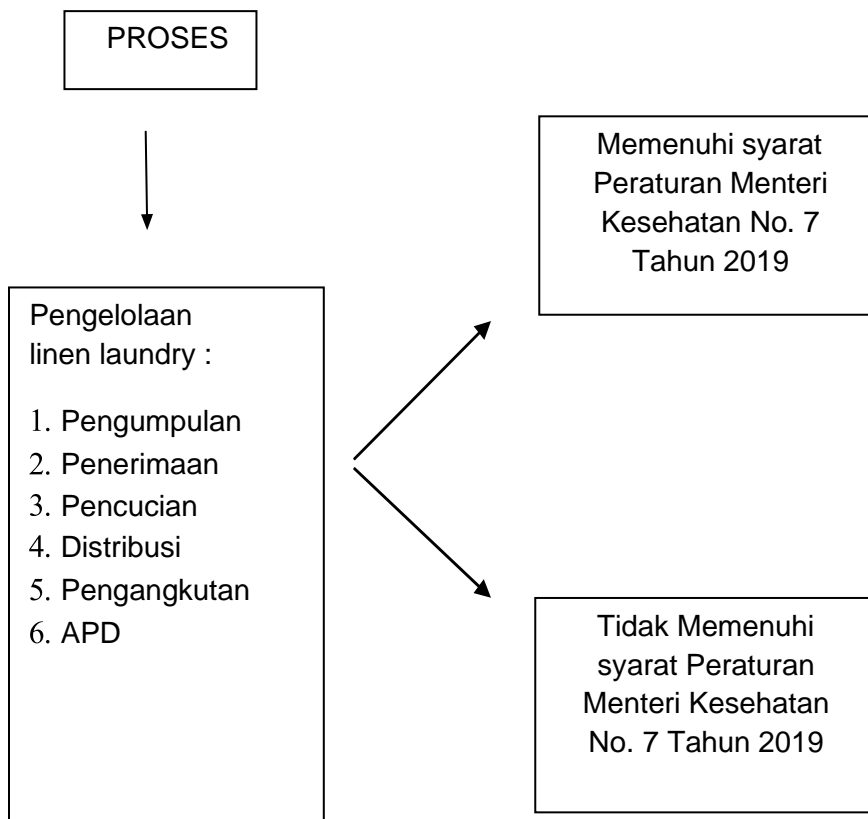 PROSES
Pengelolaan
linen laundry :
1. Pengumpulan
2. Penerimaan
3. Pencucian
4. Distribusi
5. Pengangkutan
6. APD
Memenuhi syarat
Peraturan Menteri
Kesehatan No. 7
Tahun 2019
Tidak Memenuhi
syarat Peraturan
Menteri Kesehatan
No. 7 Tahun 2019